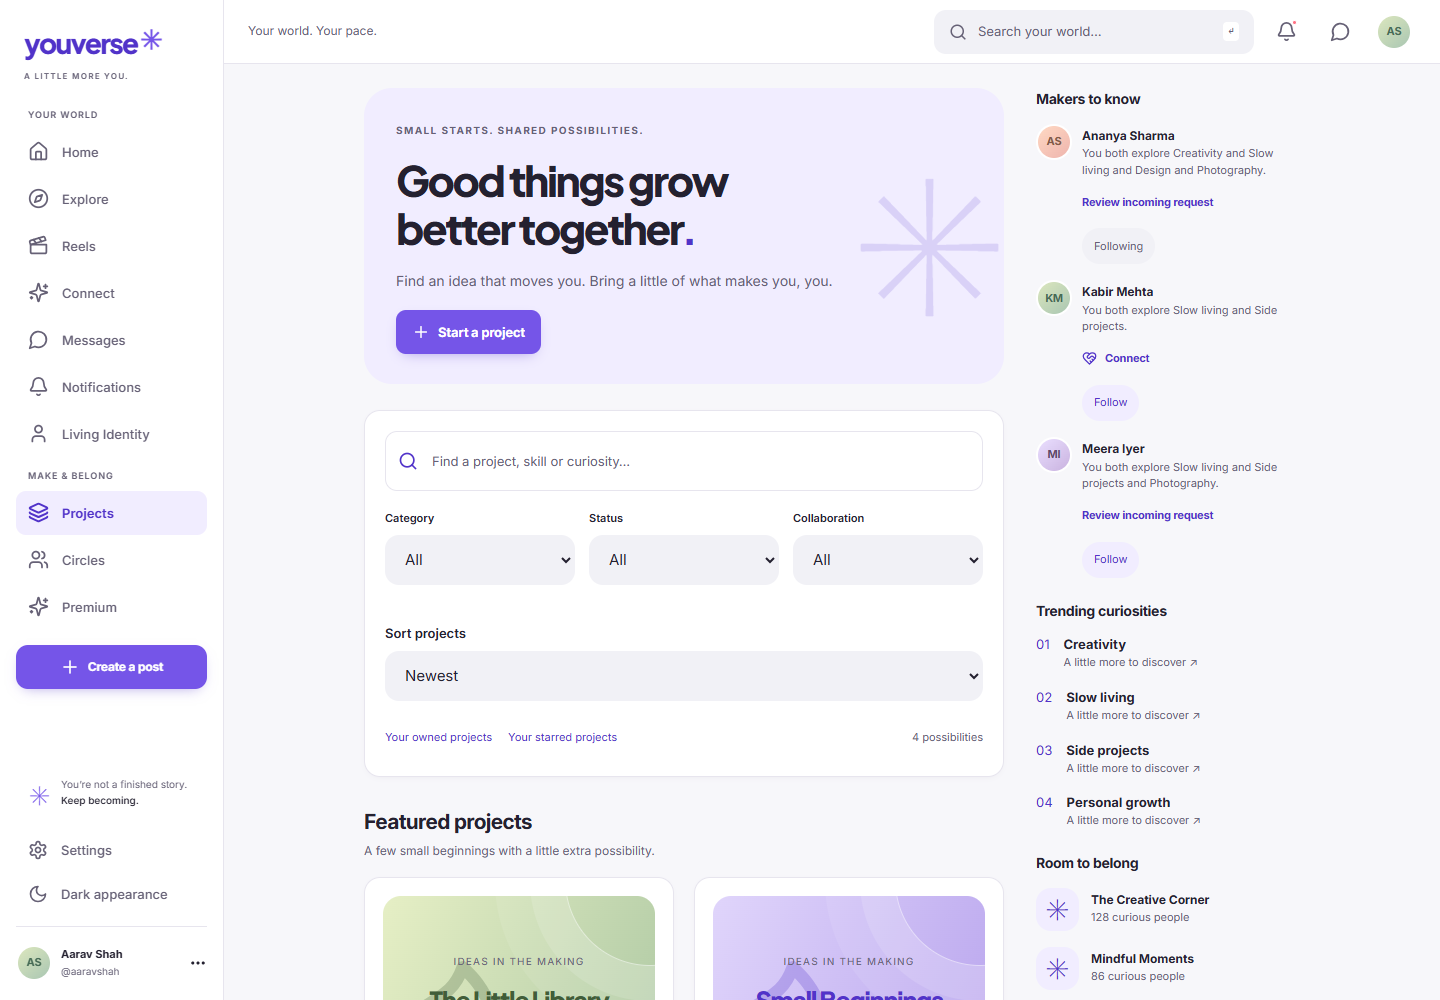 youverse
A LITTLE MORE YOU.
YOUR WORLD
Home
Explore
Reels
Connect
Messages
Notifications
Living Identity
MAKE & BELONG
Projects
Circles
Premium
Create a post
You're not a finished story.
Keep becoming.
Settings
Dark appearance
AS
Aarav Shah
@aaravshah
Your world. Your pace.
Search your world...
AS
SMALL STARTS. SHARED POSSIBILITIES.
Good things grow
better together.
Find an idea that moves you. Bring a little of what makes you, you.
Start a project
Find a project, skill or curiosity...
Category
Status
Collaboration
All
All
All
Sort projects
Newest
Your owned projects
Your starred projects
4 possibilities
Featured projects
A few small beginnings with a little extra possibility.
IDEAS IN THE MAKING
The Little Library
IDEAS IN THE MAKING
Small Beginnings
Makers to know
AS
Ananya Sharma
You both explore Creativity and Slow
living and Design and Photography.
Review incoming request
Following
KM
Kabir Mehta
You both explore Slow living and Side
projects.
Connect
Follow
MI
Meera Iyer
You both explore Slow living and Side
projects and Photography.
Review incoming request
Follow
Trending curiosities
01 Creativity
A little more to discover ↗
02 Slow living
A little more to discover ↗
03 Side projects
A little more to discover ↗
04 Personal growth
A little more to discover ↗
Room to belong
The Creative Corner
128 curious people
Mindful Moments
86 curious people